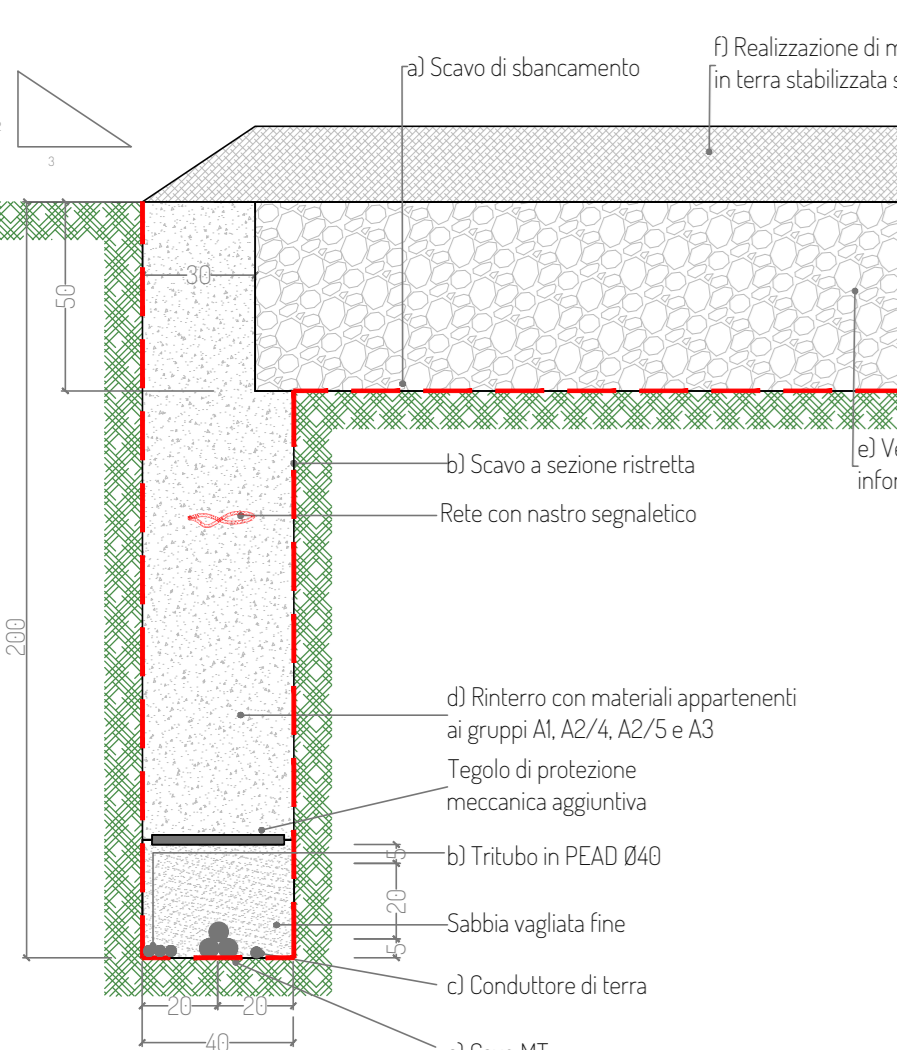 f) Realizzazione di
in terra stabilizzata
a) Scavo di sbancamento
3
30
50
e)
b) Scavo a sezione ristretta
Rete con nastro segnaletico
200
d) Rinterro con materiali appartenenti
ai gruppi A1, A2/4, A2/5 e A3
Tegolo di protezione
meccanica aggiuntiva
5
b) Tritubo in PEAD Ø40
20
Sabbia vagliata fine
5
c) Conduttore di terra
20
20
40
MT